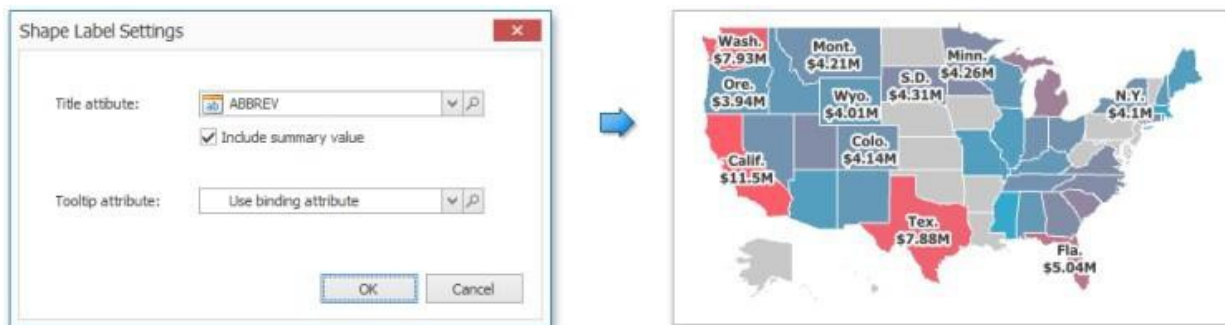 Shape Label Settings
Title attibute:
ab ABBREV
Include summary value
Tooltip attribute:
Use binding attribute
OK
Cancel
Wash.
$7.93M
Mont.
$4.21M
Minn.
$4.26M
Ore.
$3.94M
S.D.
$4.31M
Wyo.
$4.01M
N.Y.
$4.1M
Colo.
$4.14M
Calif.
$11.5M
Tex.
$7.88M
Fla.
$5.04M